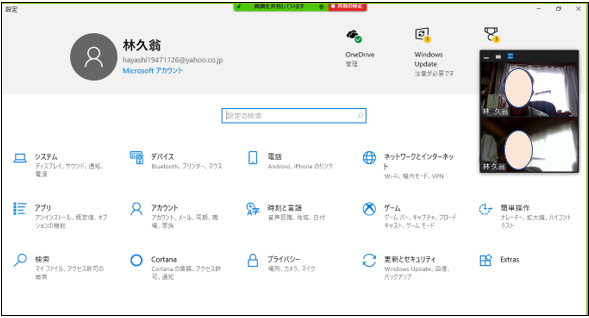 設定
画面を共有しています
共有の停止
林久翁
hayashi19471126@yahoo.co.jp
Microsoft アカウント
OneDrive
管理
Windows
Update
注意が必要です
設定の検索
林 久翁
林 久翁
システム
ディスプレイ、サウンド、通知、
電源
デバイス
Bluetooth、プリンター、マウス
電話
Android、iPhone のリンク
ネットワークとインターネッ
ト
Wi-Fi、機内モード、VPN
アプリ
アンインストール、既定値、オプ
ションの機能
アカウント
アカウント、メール、同期、職
場、家族
時刻と言語
音声認識、地域、日付
ゲーム
ゲーム バー、キャプチャ、ブロード
キャスト、ゲーム モード
簡単操作
ナレーター、拡大鏡、ハイコント
ラスト
検索
マイ ファイル、アクセス許可の
検索
Cortana
Cortana の言語、アクセス許
可、通知
プライバシー
場所、カメラ、マイク
更新とセキュリティ
Windows Update、回復、
バックアップ
Extras